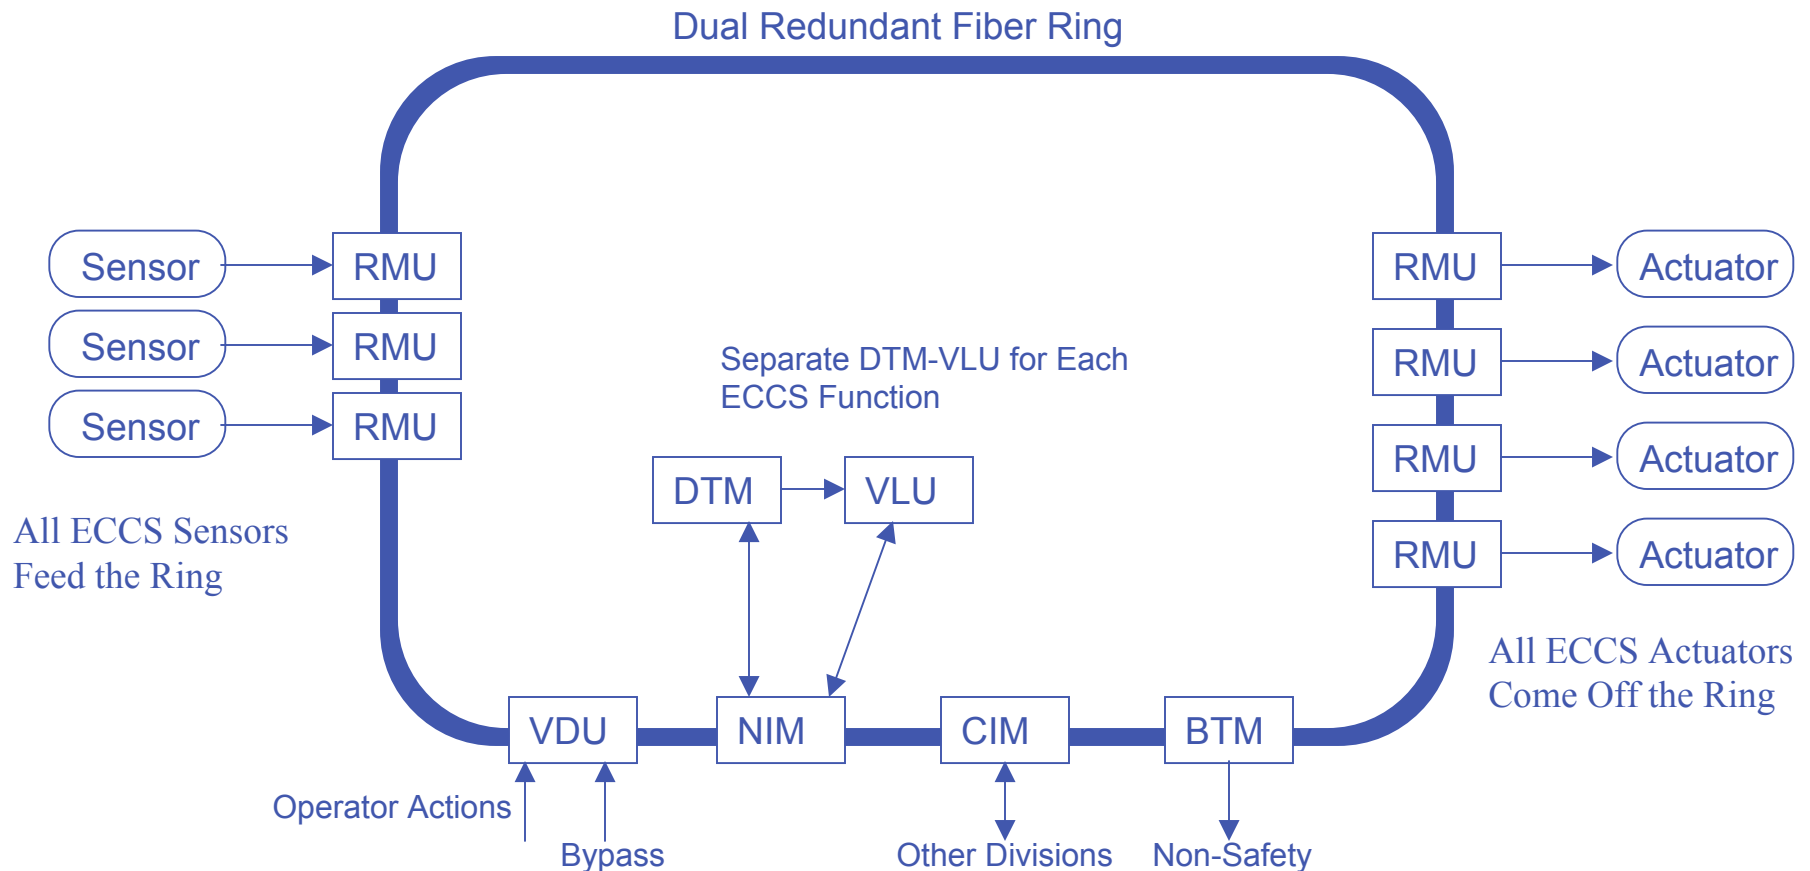 Dual Redundant Fiber Ring
Sensor
RMU
Sensor
RMU
Sensor
RMU
All ECCS Sensors
Feed the Ring
Separate DTM-VLU for Each
ECCS Function
DTM
VLU
RMU
Actuator
RMU
Actuator
RMU
Actuator
RMU
Actuator
All ECCS Actuators
Come Off the Ring
VDU
NIM
CIM
BTM
Operator Actions
Bypass
Other Divisions
Non-Safety